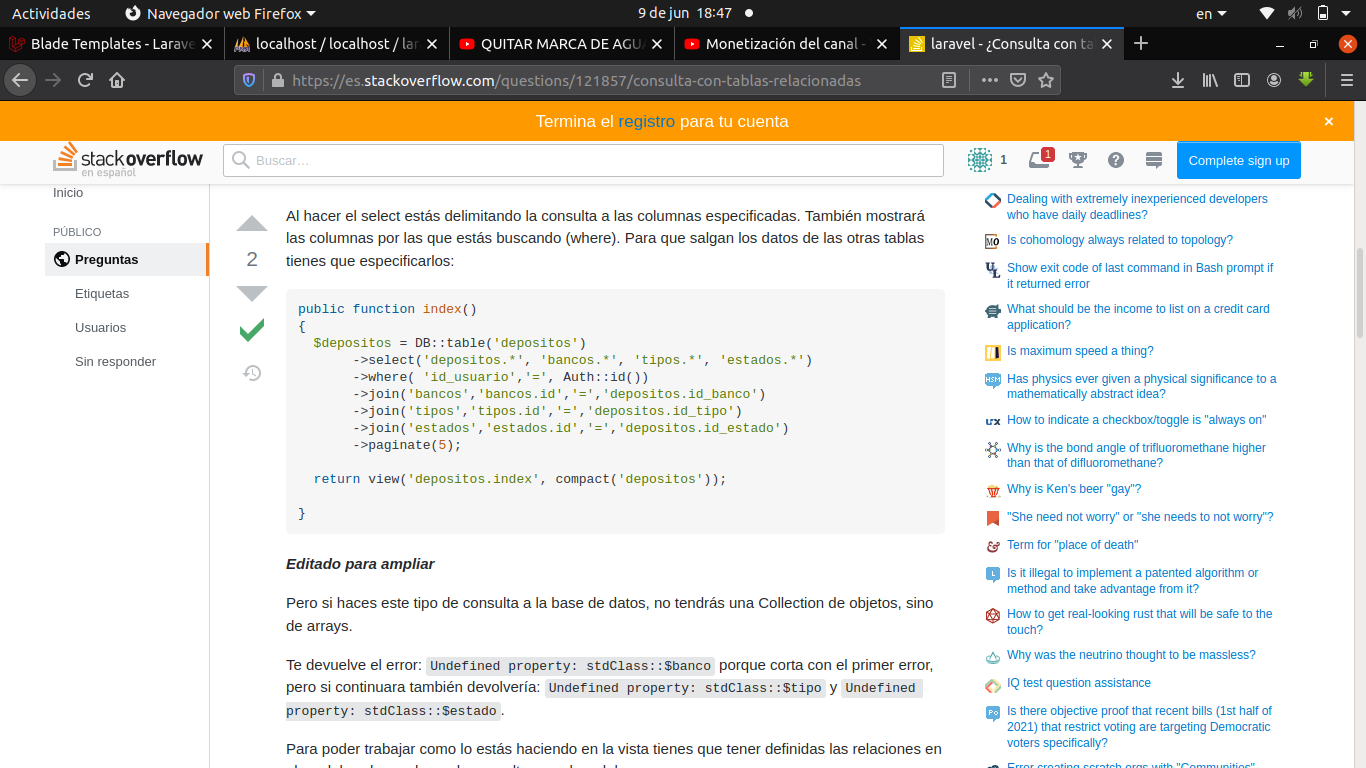 Actividades
Navegador web Firefox
9 de jun 18:47
en
Blade Templates - Larave
localhost / localhost / lar
QUITAR MARCA DE AGUA
Monetización del canal -
laravel - ¿Consulta con ta
https://es.stackoverflow.com/questions/121857/consulta-con-tablas-relacionadas
Termina el registro para tu cuenta
stackoverflow
en español
Buscar…
1
1
Complete sign up
Inicio
PÚBLICO
Preguntas
Etiquetas
Usuarios
Sin responder
2
Al hacer el select estás delimitando la consulta a las columnas especificadas. También mostrará
las columnas por las que estás buscando (where). Para que salgan los datos de las otras tablas
tienes que especificarlos:
public function index()
{
$depositos = DB::table('depositos')
->select('depositos.*', 'bancos.*', 'tipos.*', 'estados.*')
->where( 'id_usuario','=', Auth::id())
->join('bancos','bancos.id','=','depositos.id_banco')
->join('tipos','tipos.id','=','depositos.id_tipo')
->join('estados','estados.id','=','depositos.id_estado')
->paginate(5);
return view('depositos.index', compact('depositos'));
}
Editado para ampliar
Pero si haces este tipo de consulta a la base de datos, no tendrás una Collection de objetos, sino
de arrays.
Te devuelve el error: Undefined property: stdClass::$banco porque corta con el primer error,
pero si continuara también devolvería: Undefined property: stdClass::$tipo y Undefined
property: stdClass::$estado.
Para poder trabajar como lo estás haciendo en la vista tienes que tener definidas las relaciones en
Dealing with extremely inexperienced developers
who have daily deadlines?
Is cohomology always related to topology?
Show exit code of last command in Bash prompt if
it returned error
What should be the income to list on a credit card
application?
Is maximum speed a thing?
Has physics ever given a physical significance to a
mathematically abstract idea?
How to indicate a checkbox/toggle is "always on"
Why is the bond angle of trifluoromethane higher
than that of difluoromethane?
Why is Ken's beer "gay"?
"She need not worry" or "she needs to not worry"?
Term for "place of death"
Is it illegal to implement a patented algorithm or
method and take advantage from it?
How to get real-looking rust that will be safe to the
touch?
Why was the neutrino thought to be massless?
IQ test question assistance
Is there objective proof that recent bills (1st half of
2021) that restrict voting are targeting Democratic
voters specifically?
Error creating scratch orgs with "Communities"